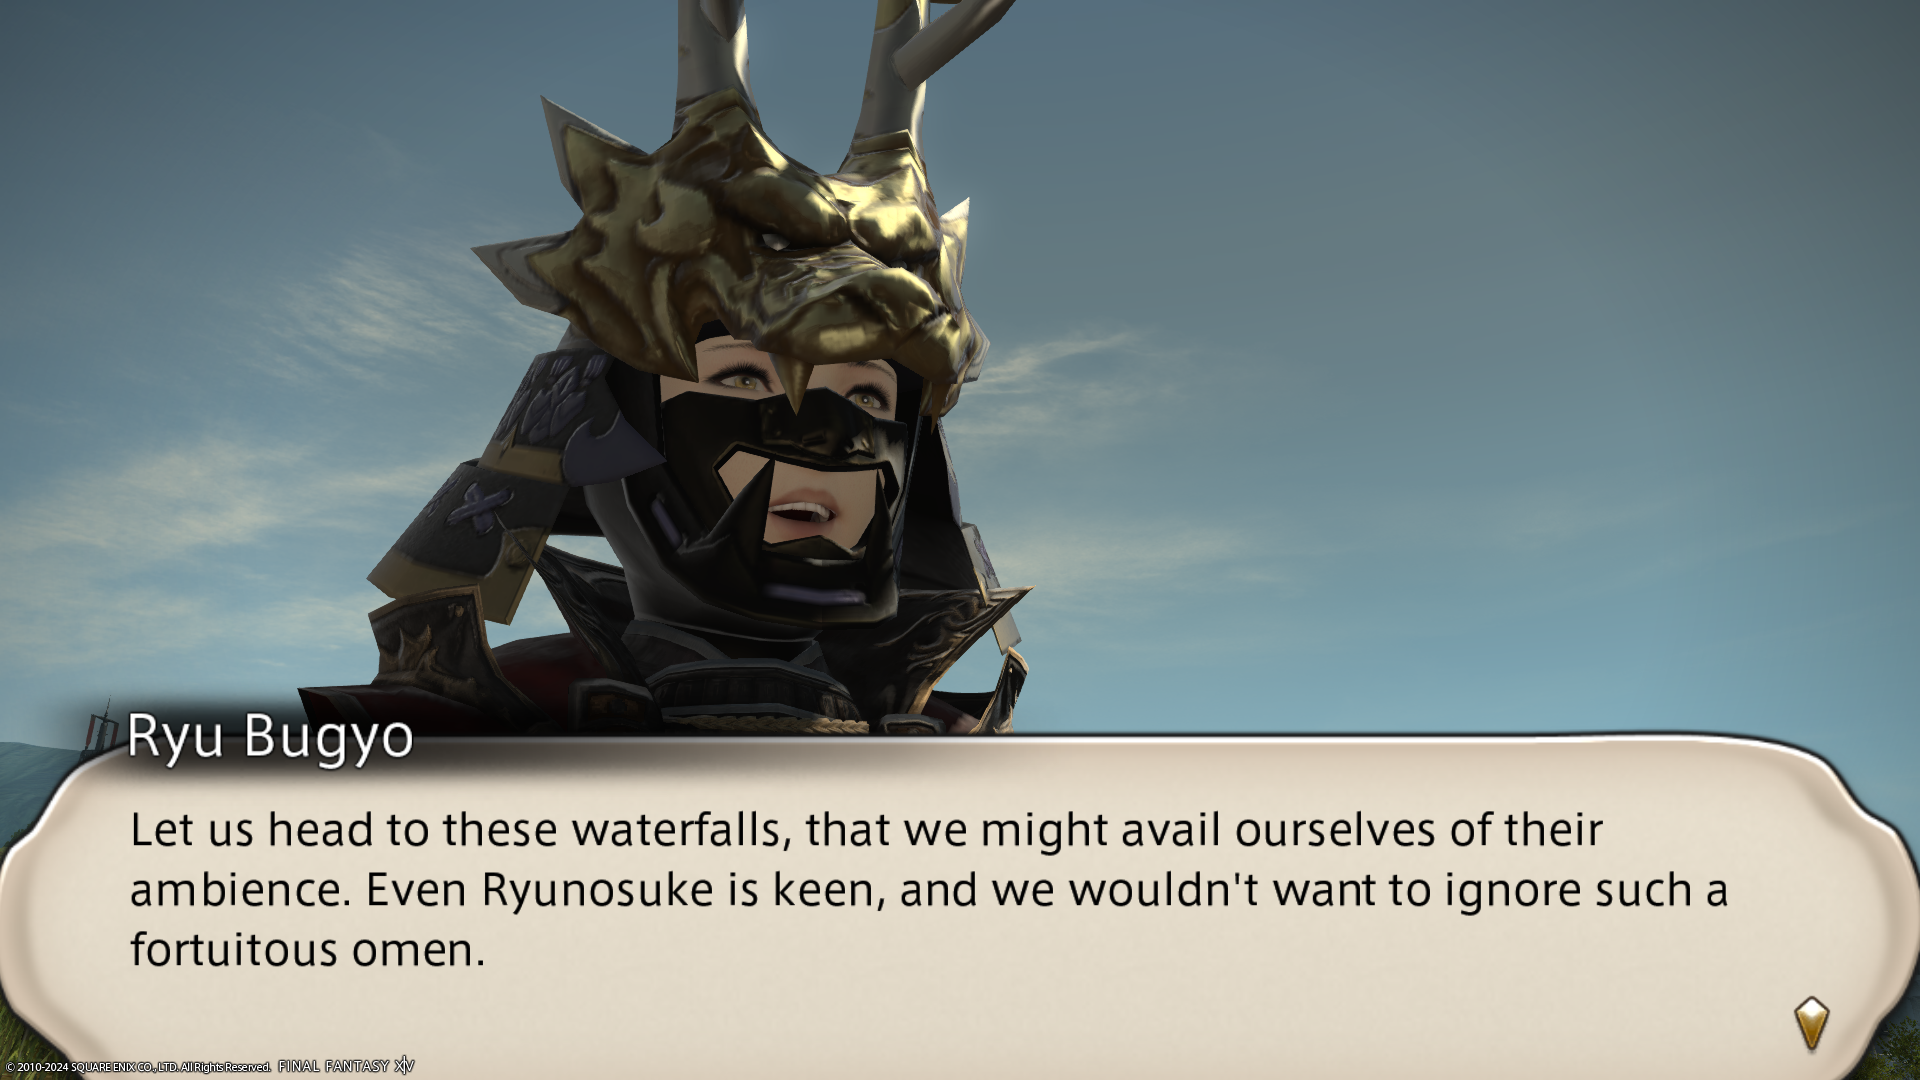 Ryu Bugyo
Let us head to these waterfalls, that we might avail ourselves of their
ambience. Even Ryunosuke is keen, and we wouldn't want to ignore such a
fortuitous omen.
© 2010-2024 SQUARE ENIX CO., LTD. All Rights Reserved. FINAL FANTASY XIV